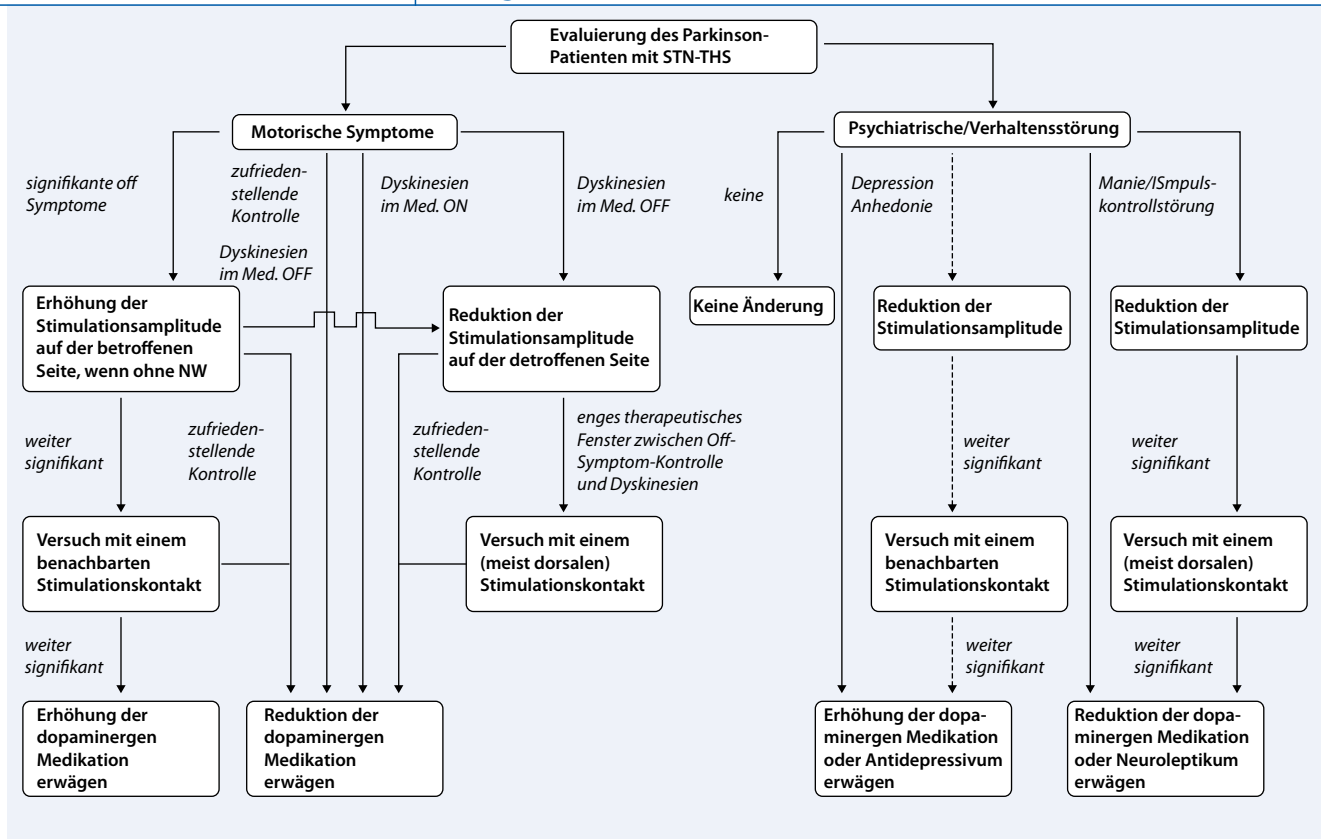 Evaluierung des Parkinson-
Patienten mit STN-THS
Motorische Symptome
Psychiatrische/Verhaltensstörung
signifikante off
Symptome
zufrieden-
stellende
Kontrolle
Dyskinesien
im Med. ON
Dyskinesien
im Med. OFF
keine
Depression
Anhedonie
Manie/ISmpuls-
kontrollstörung
Dyskinesien
im Med. OFF
Erhöhung der
Stimulationsamplitude
auf der betroffenen
Seite, wenn ohne NW
Reduktion der
Stimulationsamplitude
auf der detroffenen Seite
Keine Änderung
Reduktion der
Stimulationsamplitude
Reduktion der
Stimulationsamplitude
weiter
signifikant
zufrieden-
stellende
Kontrolle
zufrieden-
stellende
Kontrolle
enges therapeutisches
Fenster zwischen Off-
Symptom-Kontrolle
und Dyskinesien
weiter
signifikant
weiter
signifikant
Versuch mit einem
benachbarten
Stimulationskontakt
Versuch mit einem
(meist dorsalen)
Stimulationskontakt
Versuch mit einem
benachbarten
Stimulationskontakt
Versuch mit einem
(meist dorsalen)
Stimulationskontakt
weiter
signifikant
weiter
signifikant
weiter
signifikant
Erhöhung der
dopaminergen
Medikation
erwägen
Reduktion der
dopaminergen
Medikation
erwägen
Erhöhung der dopa-
minergen Medikation
oder Antidepressivum
erwägen
Reduktion der dopa-
minergen Medikation
oder Neuroleptikum
erwägen